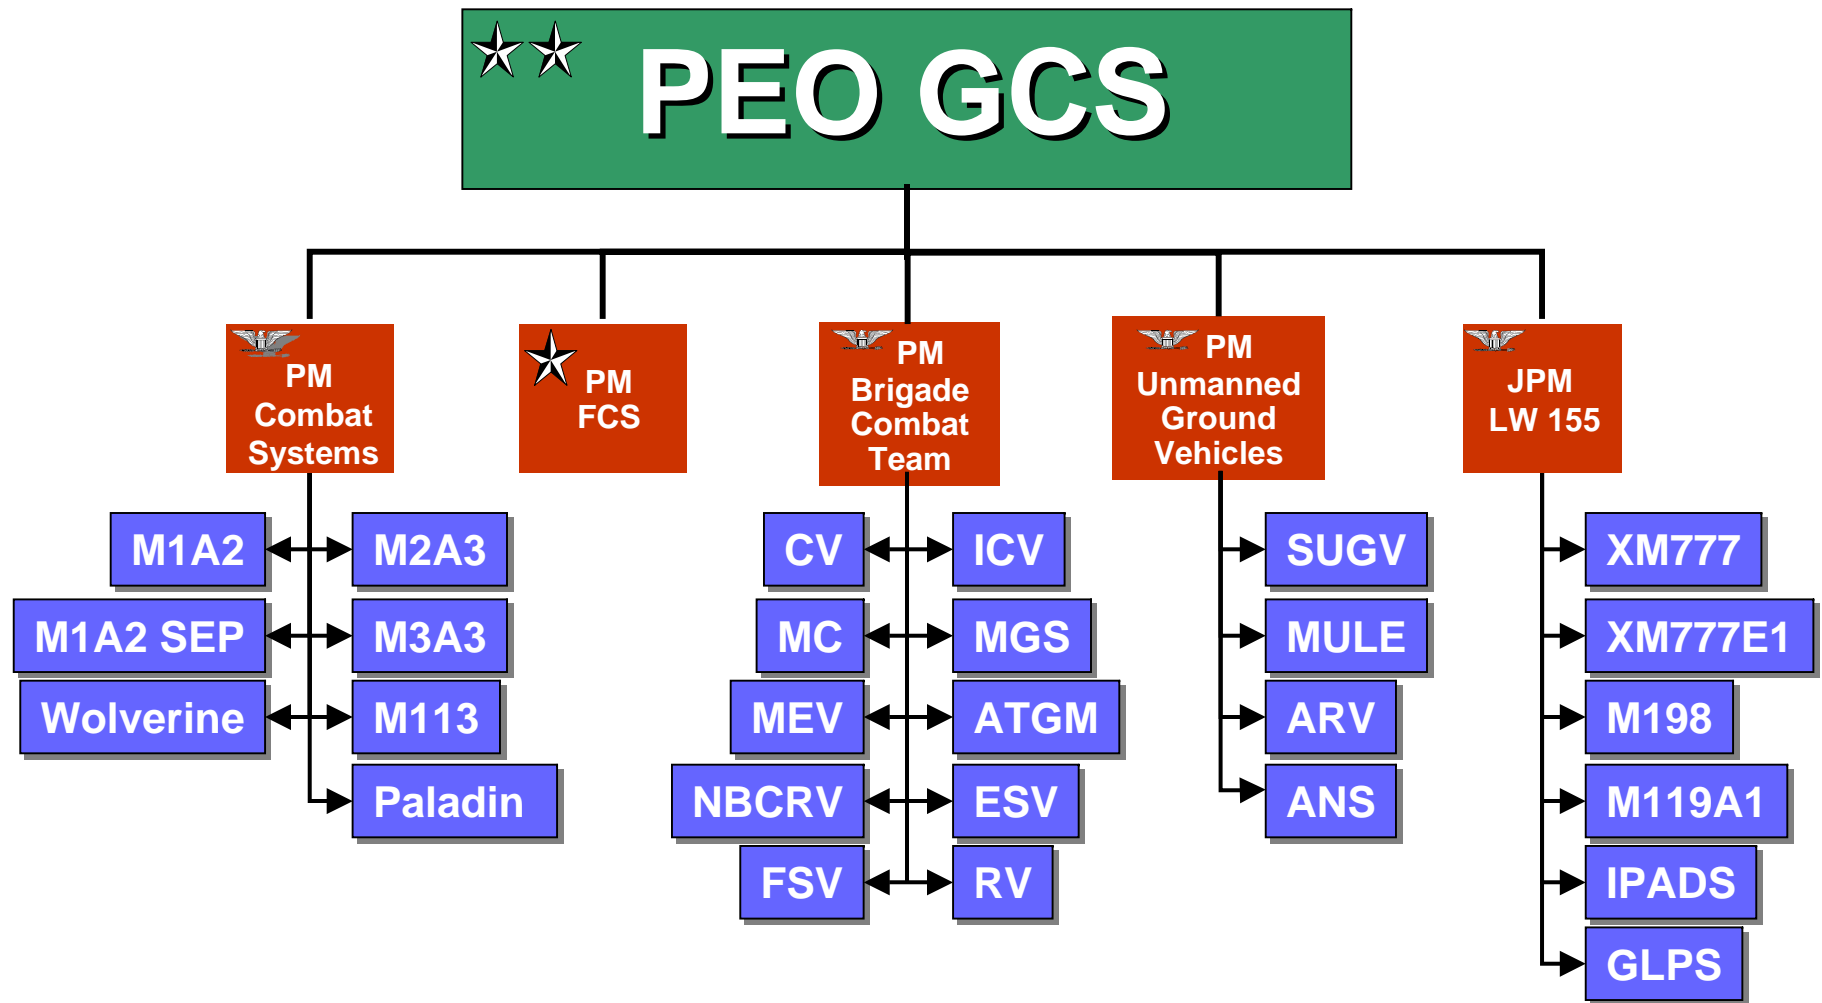 PEO GCS
PM
Combat
Systems
PM
FCS
PM
Brigade
Combat
Team
PM
Unmanned
Ground
Vehicles
JPM
LW 155
M1A2
M2A3
M1A2 SEP
M3A3
Wolverine
M113
Paladin
CV
ICV
MC
MGS
MEV
ATGM
NBCRV
ESV
FSV
RV
SUGV
MULE
ARV
ANS
XM777
XM777E1
M198
M119A1
IPADS
GLPS